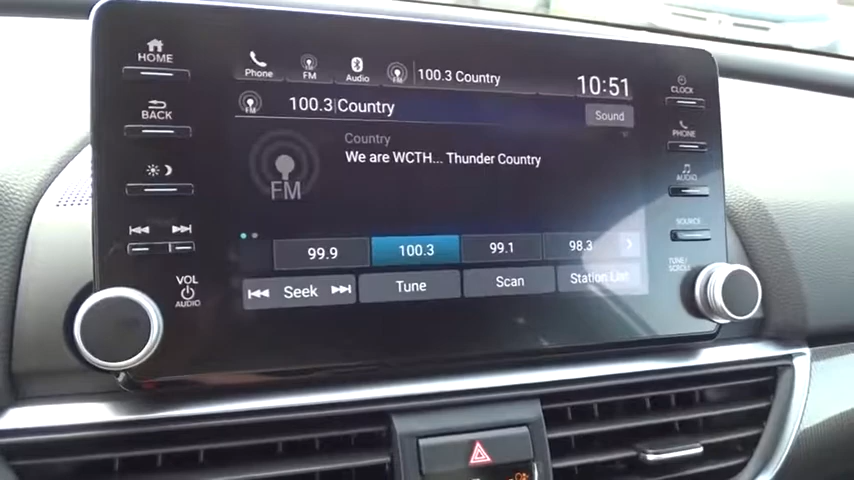 HOME
BACK
VOL
AUDIO
Phone
FM
Audio
100.3 Country
10:51
FM
100.3 Country
Sound
Country
We are WCTH... Thunder Country
FM
99.9
100.3
99.1
98.3
Seek
Tune
Scan
Station List
CLOCK
PHONE
AUDIO
SOURCE
TUNE/
SCROLL